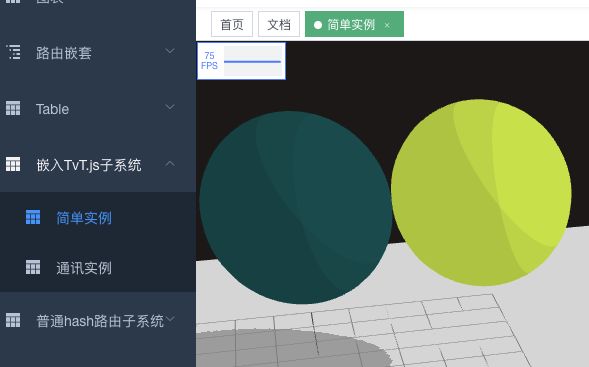 图表
首页
文档
简单实例 ×
75
FPS
路由嵌套
Table
嵌入TvT.js子系统
简单实例
通讯实例
普通hash路由子系统